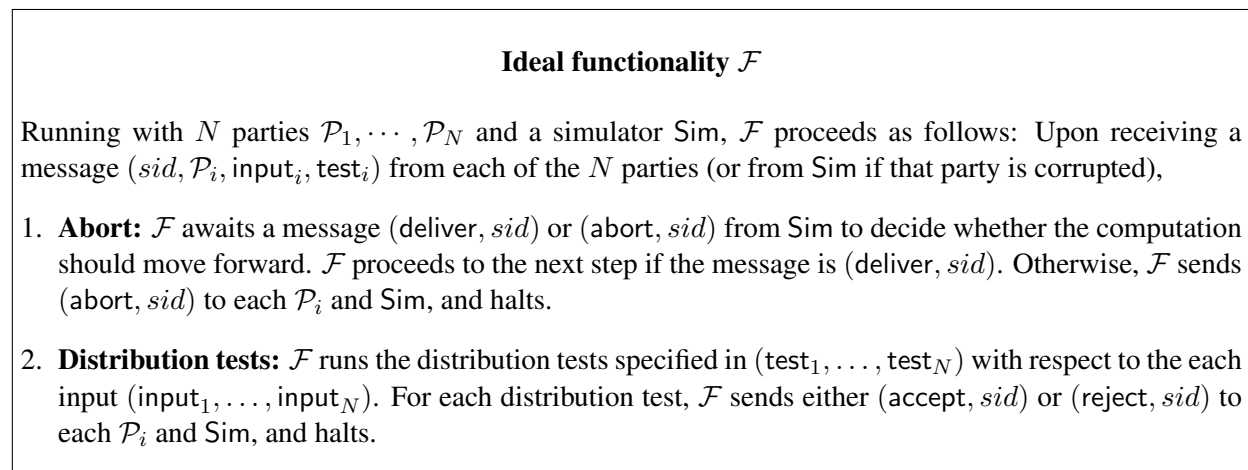 Ideal functionality 𝓕
Running with N parties 𝒫₁, ⋯ , 𝒫_N and a simulator Sim, 𝓕 proceeds as follows: Upon receiving a
message (sid, 𝒫ᵢ, inputᵢ, testᵢ) from each of the N parties (or from Sim if that party is corrupted),
1. Abort: 𝓕 awaits a message (deliver, sid) or (abort, sid) from Sim to decide whether the computation
should move forward. 𝓕 proceeds to the next step if the message is (deliver, sid). Otherwise, 𝓕 sends
(abort, sid) to each 𝒫ᵢ and Sim, and halts.
2. Distribution tests: 𝓕 runs the distribution tests specified in (test₁, . . . , test_N) with respect to the each
input (input₁, . . . , input_N). For each distribution test, 𝓕 sends either (accept, sid) or (reject, sid) to
each 𝒫ᵢ and Sim, and halts.